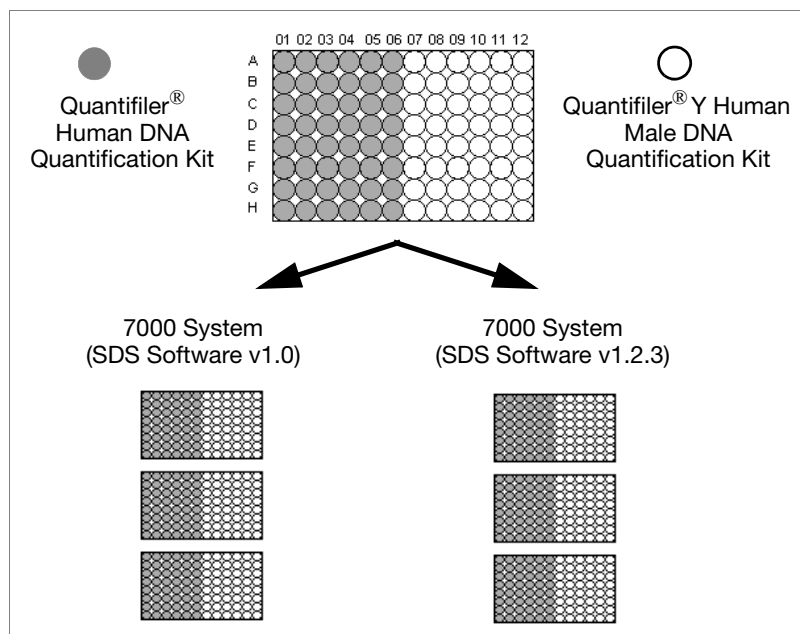 01 02 03 04 05 06 07 08 09 10 11 12
A
B
C
D
E
F
G
H
Quantifiler®
Human DNA
Quantification Kit
Quantifiler® Y Human
Male DNA
Quantification Kit
7000 System
(SDS Software v1.0)
7000 System
(SDS Software v1.2.3)